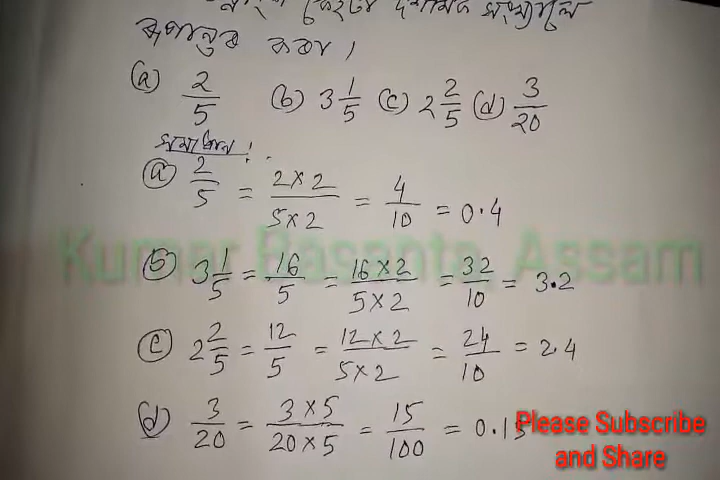 দশমিক সংখ্যালৈ
ৰূপান্তৰ কৰা।
(a) 2/5 (b) 3 1/5 (c) 2 2/5 (d) 3/20
সমাধান :
(a) 2/5 = 2×2/5×2 = 4/10 = 0.4
Kumar Basanta, Assam
(b) 3 1/5 = 16/5 = 16×2/5×2 = 32/10 = 3.2
(c) 2 2/5 = 12/5 = 12×2/5×2 = 24/10 = 2.4
(d) 3/20 = 3×5/20×5 = 15/100 = 0.15
Please Subscribe
and Share